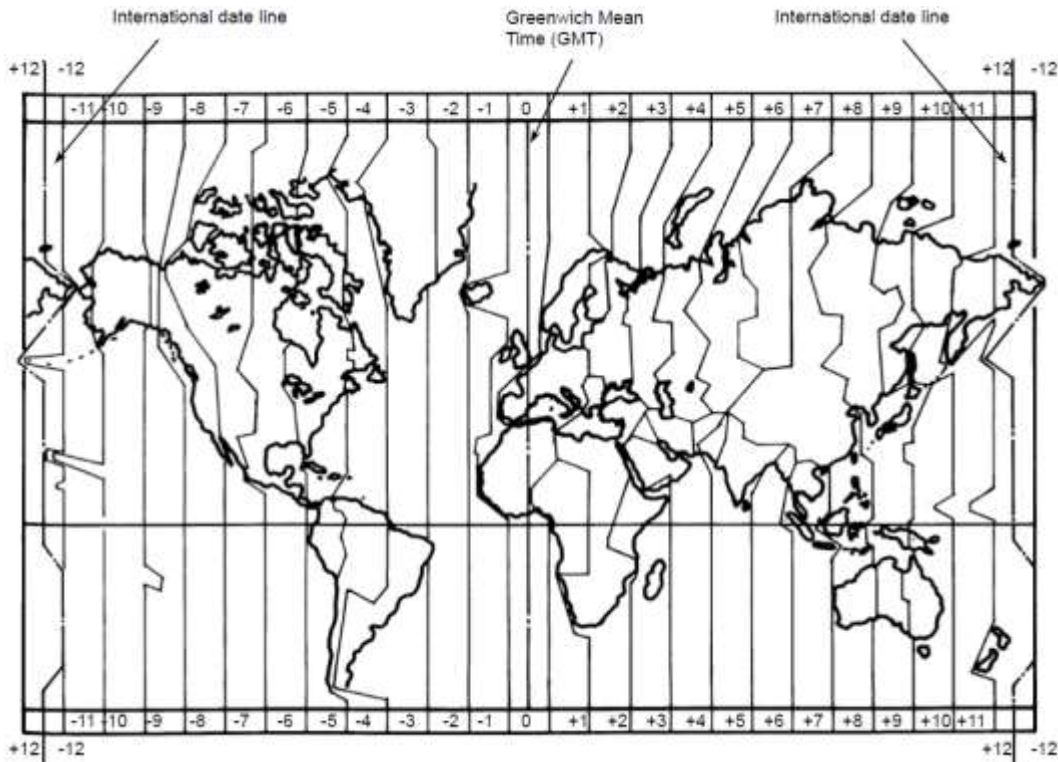 International date line
Greenwich Mean
Time (GMT)
International date line
+12 -12
+12 -12
-11 -10 -9 -8 -7 -6 -5 -4 -3 -2 -1 0 +1 +2 +3 +4 +5 +6 +7 +8 +9 +10 +11
-11 -10 -9 -8 -7 -6 -5 -4 -3 -2 -1 0 +1 +2 +3 +4 +5 +6 +7 +8 +9 +10 +11
+12 -12
+12 -12